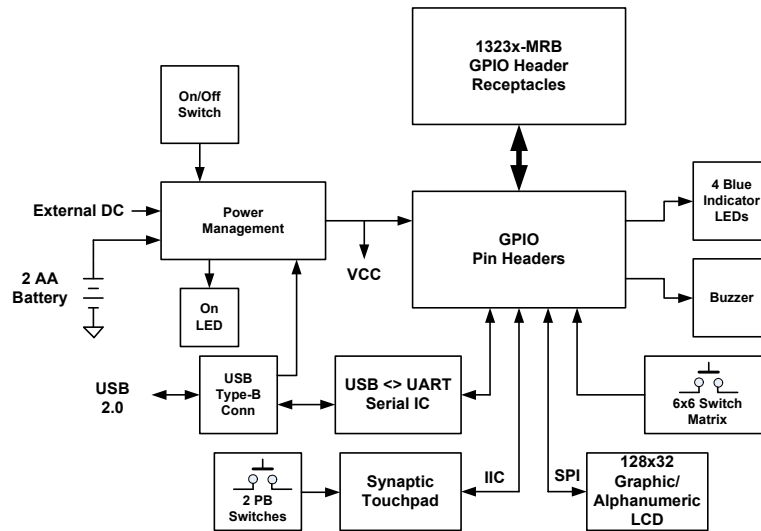 1323x-MRB
GPIO Header
Receptacles
On/Off
Switch
External DC
Power
Management
GPIO
Pin Headers
4 Blue
Indicator
LEDs
VCC
2 AA
Battery
On
LED
Buzzer
USB
2.0
USB
Type-B
Conn
USB <> UART
Serial IC
6x6 Switch
Matrix
2 PB
Switches
Synaptic
Touchpad
IIC
SPI
128x32
Graphic/
Alphanumeric
LCD